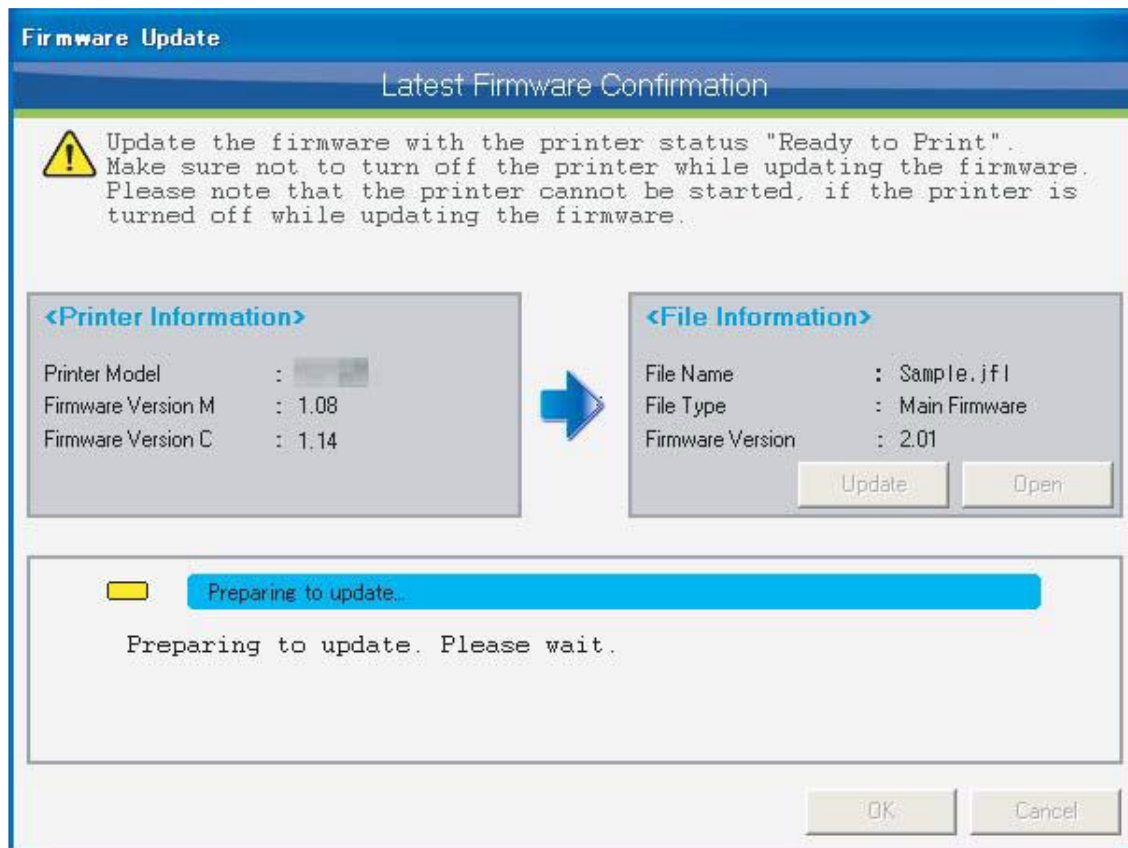 Firmware Update
Latest Firmware Confirmation
Update the firmware with the printer status "Ready to Print".
Make sure not to turn off the printer while updating the firmware.
Please note that the printer cannot be started, if the printer is
turned off while updating the firmware.
<Printer Information>
Printer Model :
Firmware Version M : 1.08
Firmware Version C : 1.14
<File Information>
File Name : Sample.jfl
File Type : Main Firmware
Firmware Version : 2.01
Update Open
Preparing to update...
Preparing to update. Please wait.
OK Cancel